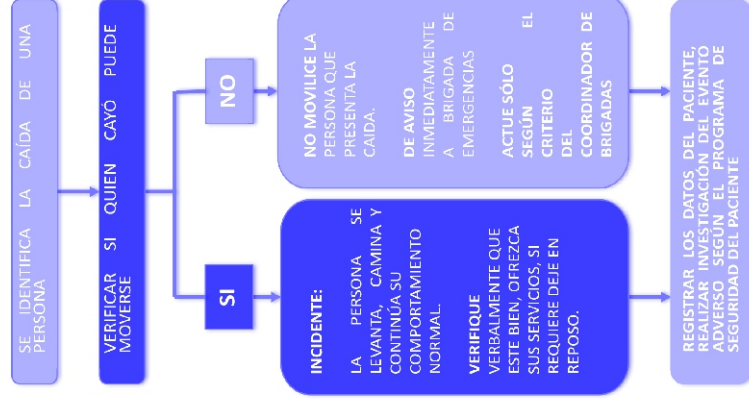 SE IDENTIFICA LA CAÍDA DE UNA
PERSONA
VERIFICAR SI QUIEN CAYÓ PUEDE
MOVERSE
SI
NO
INCIDENTE:
LA PERSONA SE
LEVANTA, CAMINA Y
CONTINÚA SU
COMPORTAMIENTO
NORMAL.
VERIFIQUE
VERBALMENTE QUE
ESTE BIEN, OFREZCA
SUS SERVICIOS, SI
REQUIERE DEJE EN
REPOSO.
NO MOVILICE LA
PERSONA QUE
PRESENTA LA
CAIDA.
DE AVISO
INMEDIATAMENTE
A BRIGADA DE
EMERGENCIAS
ACTUE SÓLO
SEGÚN EL
CRITERIO
DEL
COORDINADOR DE
BRIGADAS
REGISTRAR LOS DATOS DEL PACIENTE,
REALIZAR INVESTIGACIÓN DEL EVENTO
ADVERSO SEGÚN EL PROGRAMA DE
SEGURIDAD DEL PACIENTE